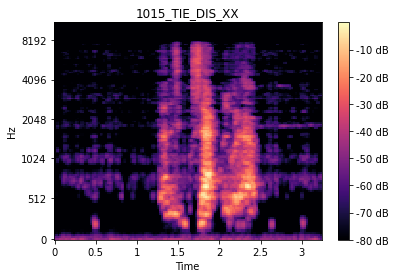 1015_TIE_DIS_XX
8192
4096
2048
1024
512
0
Hz
0 0.5 1 1.5 2 2.5 3
Time
-10 dB
-20 dB
-30 dB
-40 dB
-50 dB
-60 dB
-70 dB
-80 dB